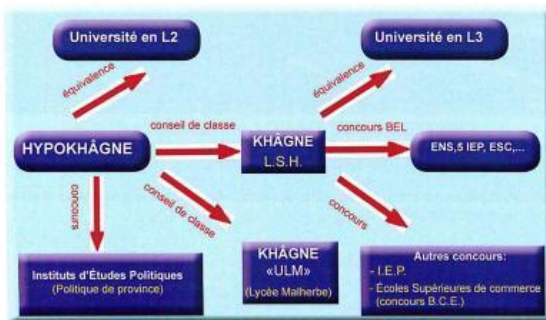 Université en L2
Université en L3
équivalence
équivalence
conseil de classe
concours BEL
HYPOKHÂGNE
KHÂGNE
L.S.H.
ENS,5 IEP, ESC,...
concours
conseil de classe
concours
Instituts d'Études Politiques
(Politique de province)
KHÂGNE
«ULM»
(Lycée Malherbe)
Autres concours:
- I.E.P.
- Écoles Supérieures de commerce
(concours B.C.E.)